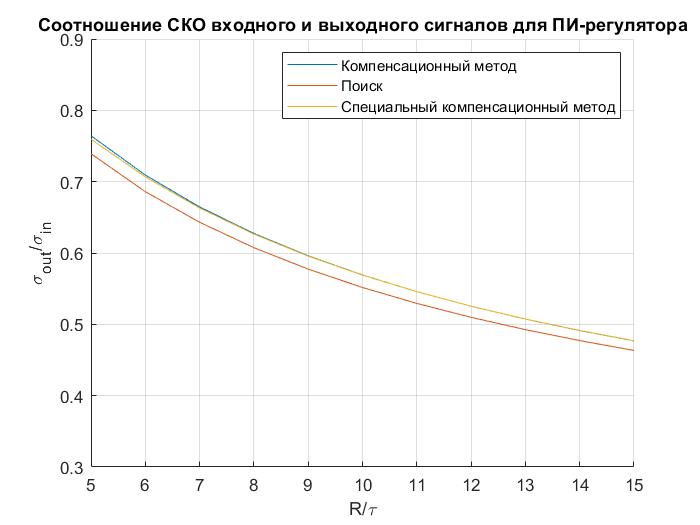 Соотношение СКО входного и выходного сигналов для ПИ-регулятора
Компенсационный метод
Поиск
Специальный компенсационный метод
0.9
0.8
0.7
0.6
0.5
0.4
0.3
σout/σin
5 6 7 8 9 10 11 12 13 14 15
R/τ